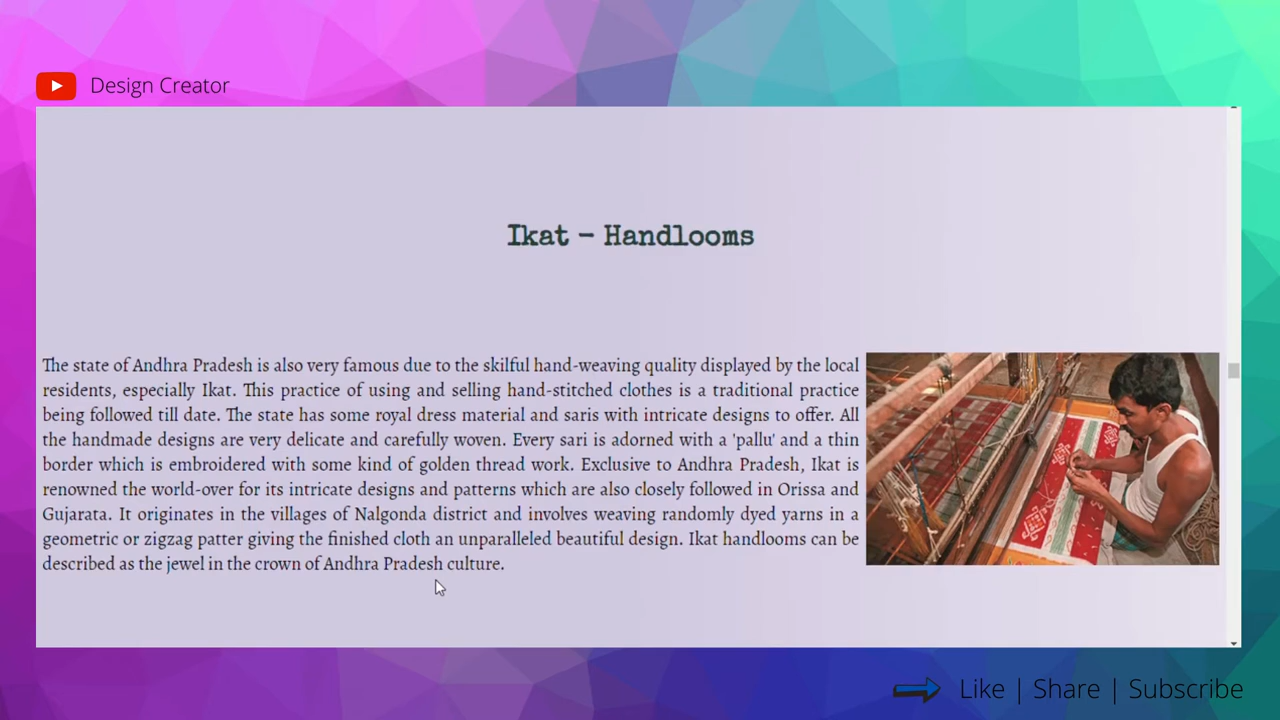 Design Creator
Ikat - Handlooms
The state of Andhra Pradesh is also very famous due to the skilful hand-weaving quality displayed by the local
residents, especially Ikat. This practice of using and selling hand-stitched clothes is a traditional practice
being followed till date. The state has some royal dress material and saris with intricate designs to offer. All
the handmade designs are very delicate and carefully woven. Every sari is adorned with a 'pallu' and a thin
border which is embroidered with some kind of golden thread work. Exclusive to Andhra Pradesh, Ikat is
renowned the world-over for its intricate designs and patterns which are also closely followed in Orissa and
Gujarata. It originates in the villages of Nalgonda district and involves weaving randomly dyed yarns in a
geometric or zigzag patter giving the finished cloth an unparalleled beautiful design. Ikat handlooms can be
described as the jewel in the crown of Andhra Pradesh culture.
Like | Share | Subscribe